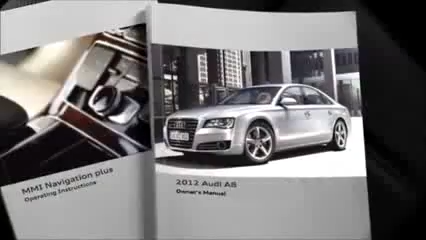 MMI Navigation plus
Operating Instructions
2012 Audi A8
Owner's Manual